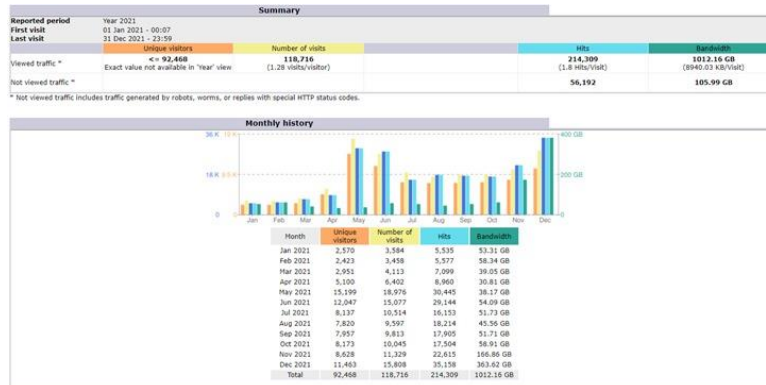 Summary
Reported period Year 2021
First visit 01 Jan 2021 - 00:07
Last visit 31 Dec 2021 - 23:59
Unique visitors Number of visits Hits Bandwidth
Viewed traffic * <= 92,468 118,716 214,309 1012.16 GB
Exact value not available in 'Year' view (1.28 visits/visitor) (1.8 Hits/Visit) (8940.03 KB/Visit)
Not viewed traffic * 56,192 105.99 GB
* Not viewed traffic includes traffic generated by robots, worms, or replies with special HTTP status codes.
Monthly history
36 K 400 GB
18 K 200 GB
0 0 0
Jan Feb Mar Apr May Jun Jul Aug Sep Oct Nov Dec
Month Unique visitors Number of visits Hits Bandwidth
Jan 2021 2,570 3,584 5,535 53.31 GB
Feb 2021 2,423 3,458 5,577 58.34 GB
Mar 2021 2,951 4,113 7,099 39.05 GB
Apr 2021 5,100 6,402 8,960 30.81 GB
May 2021 15,199 18,976 30,445 38.17 GB
Jun 2021 12,047 15,077 29,144 54.09 GB
Jul 2021 8,137 10,514 16,153 51.73 GB
Aug 2021 7,820 9,597 18,214 45.56 GB
Sep 2021 7,957 9,813 17,905 51.71 GB
Oct 2021 8,173 10,045 17,504 58.91 GB
Nov 2021 8,628 11,329 22,615 166.86 GB
Dec 2021 11,463 15,808 35,158 363.62 GB
Total 92,468 118,716 214,309 1012.16 GB